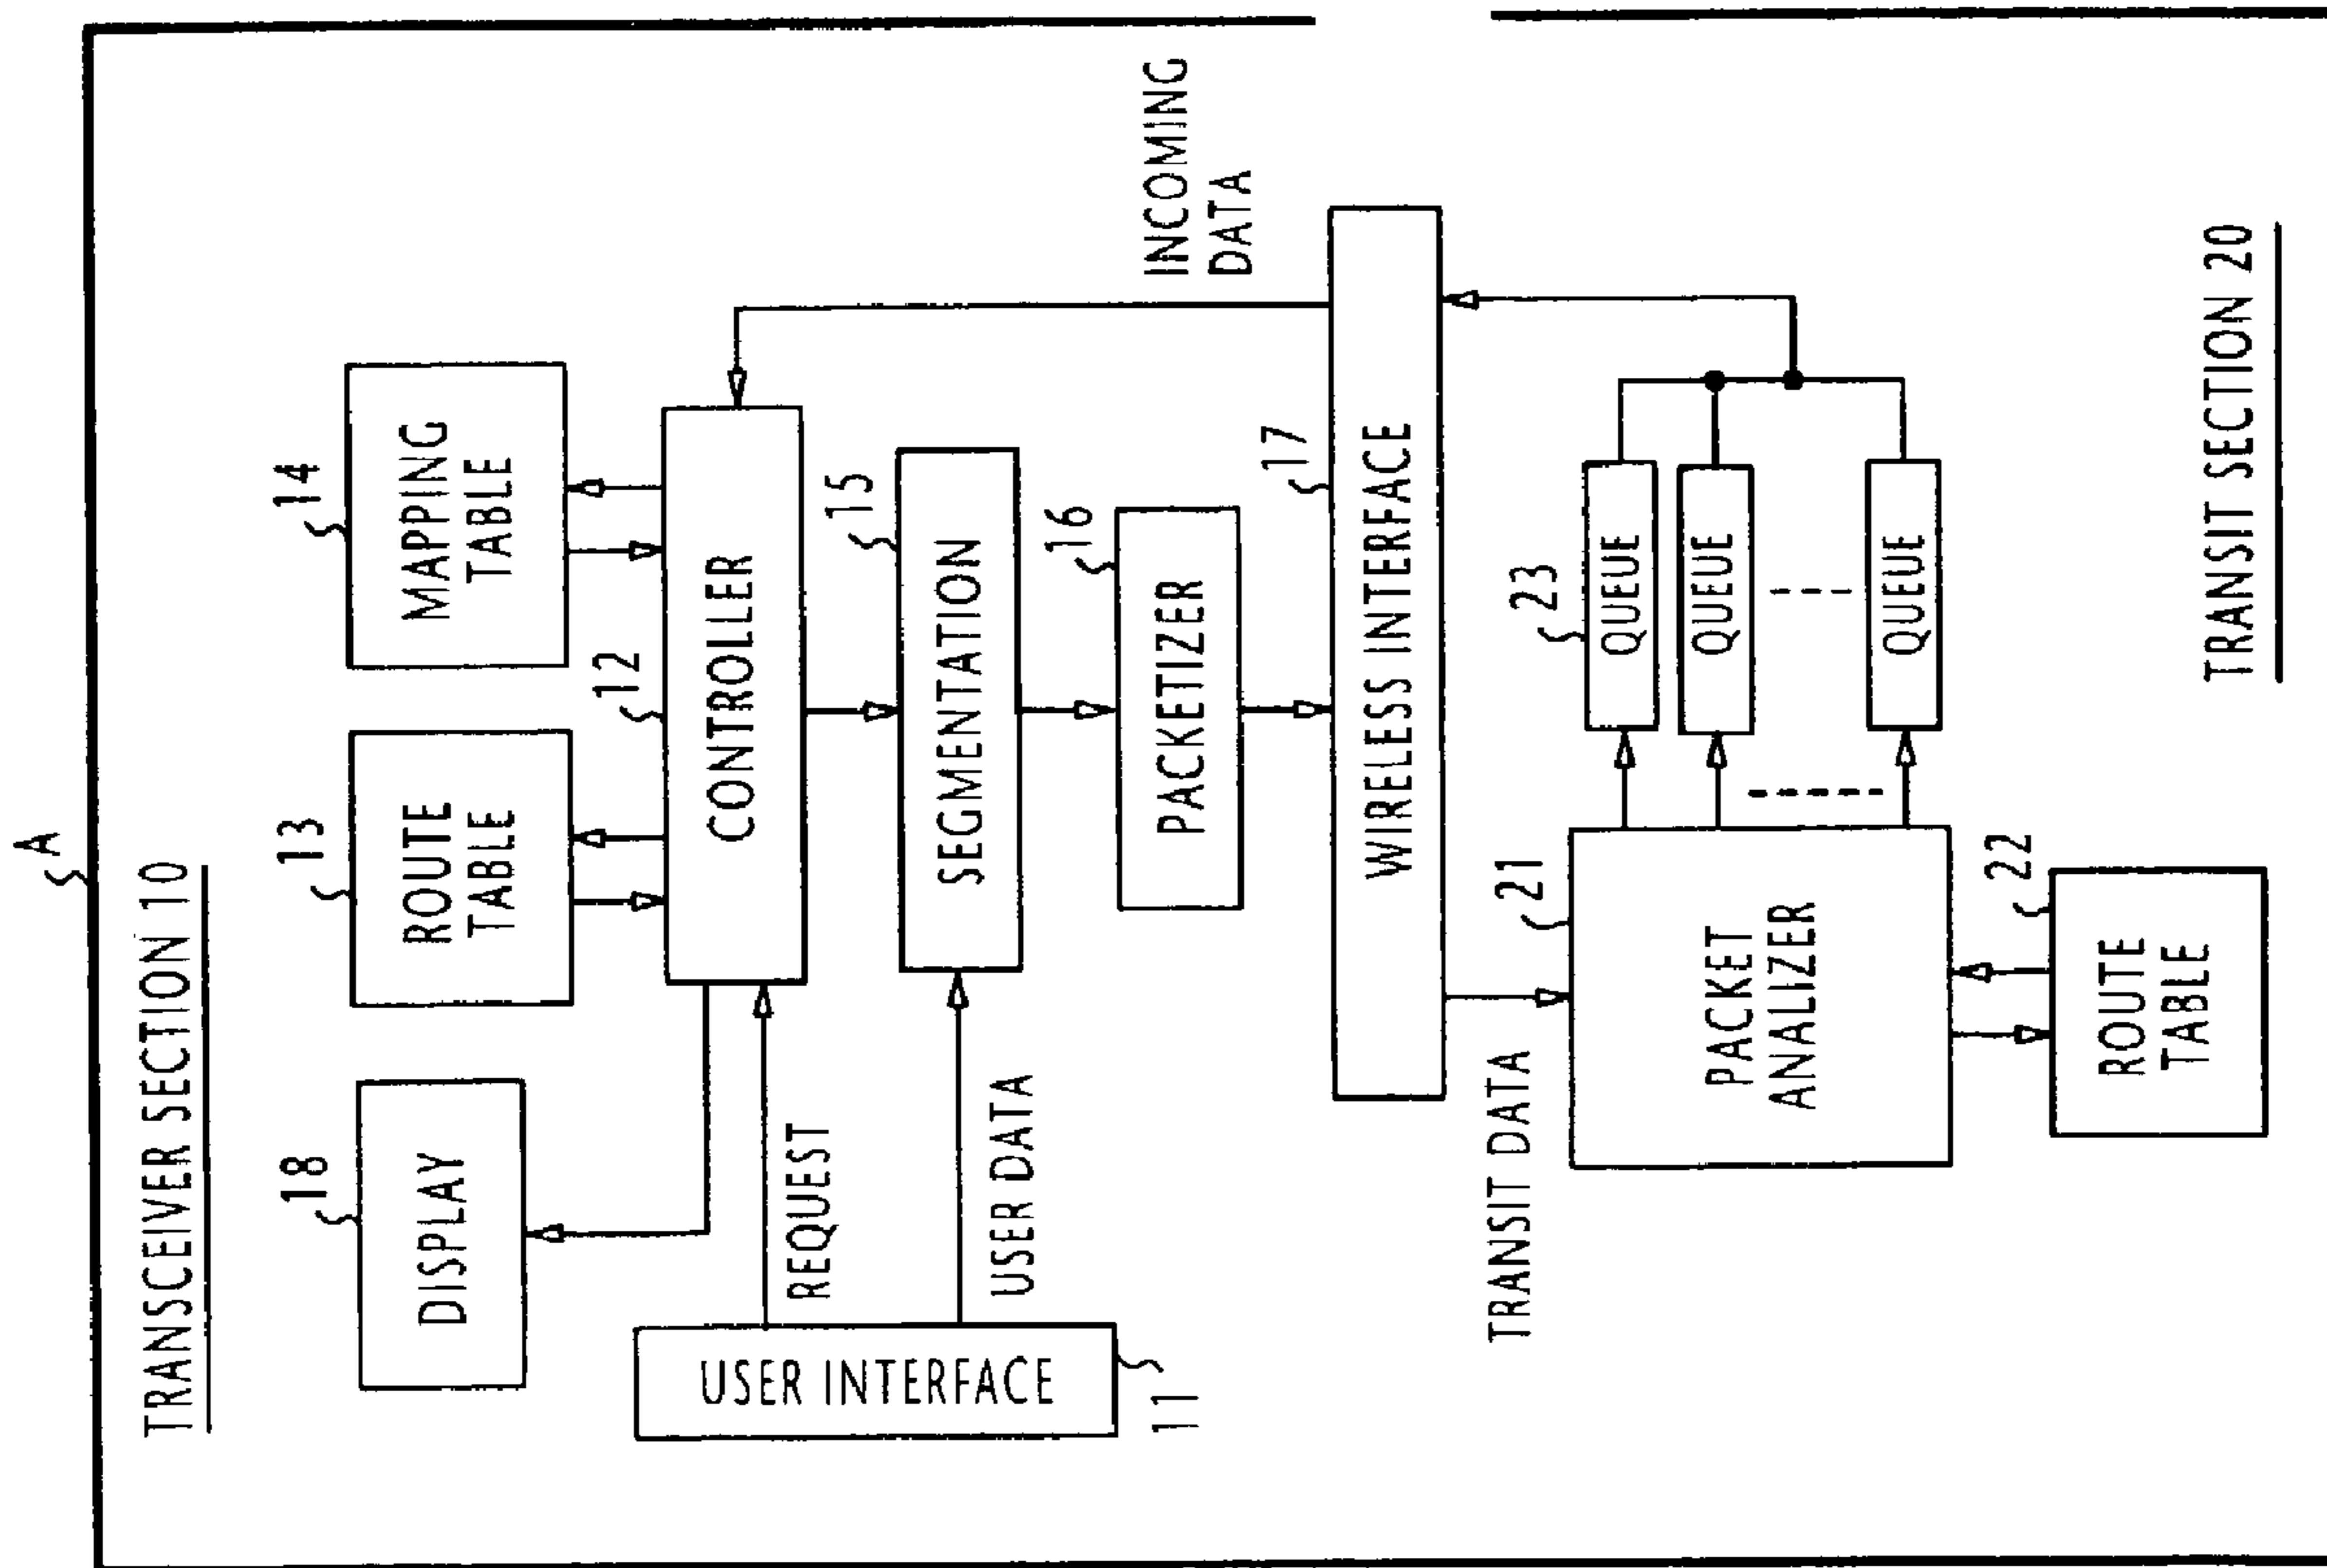 A
TRANSCEIVER SECTION 10
18
DISPLAY
13
ROUTE
TABLE
14
MAPPING
TABLE
12
CONTROLLER
REQUEST
USER INTERFACE
11
USER DATA
15
SEGMENTATION
16
PACKETIZER
INCOMING
DATA
17
WIRELESS INTERFACE
TRANSIT DATA
21
PACKET
ANALIZER
22
ROUTE
TABLE
23
QUEUE
QUEUE
QUEUE
TRANSIT SECTION 20